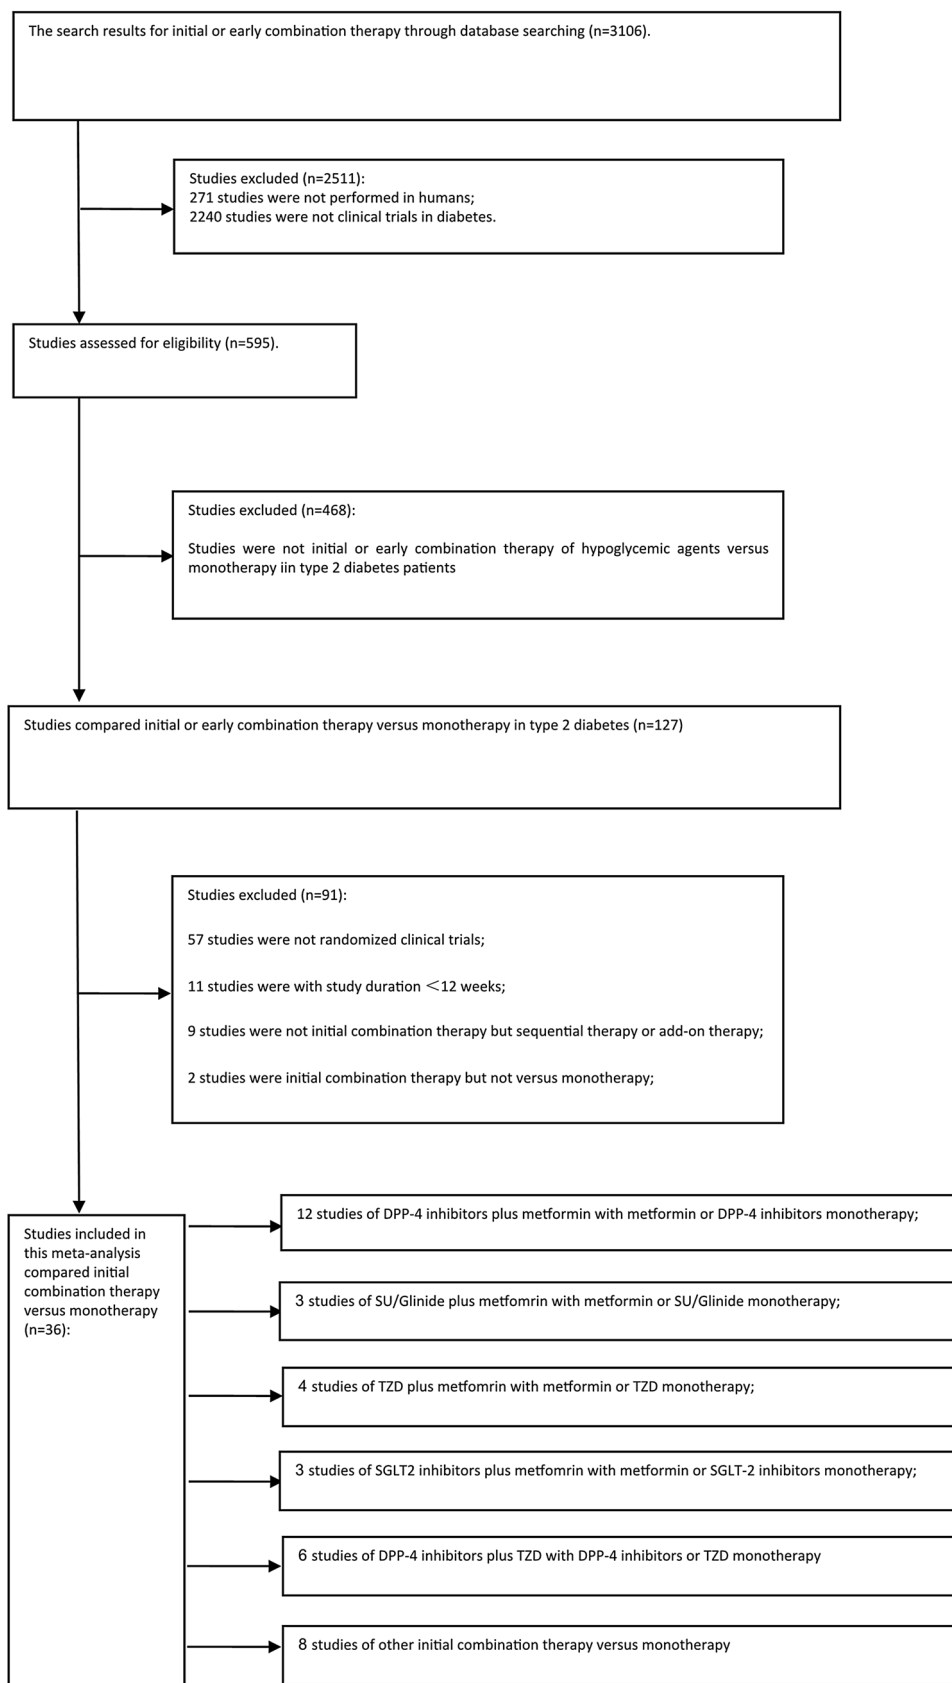 The search results for initial or early combination therapy through database searching (n=3106).
Studies excluded (n=2511):
271 studies were not performed in humans;
2240 studies were not clinical trials in diabetes.
Studies assessed for eligibility (n=595).
Studies excluded (n=468):
Studies were not initial or early combination therapy of hypoglycemic agents versus
monotherapy iin type 2 diabetes patients
Studies compared initial or early combination therapy versus monotherapy in type 2 diabetes (n=127)
Studies excluded (n=91):
57 studies were not randomized clinical trials;
11 studies were with study duration <12 weeks;
9 studies were not initial combination therapy but sequential therapy or add-on therapy;
2 studies were initial combination therapy but not versus monotherapy;
Studies included in
this meta-analysis
compared initial
combination therapy
versus monotherapy
(n=36):
12 studies of DPP-4 inhibitors plus metformin with metformin or DPP-4 inhibitors monotherapy;
3 studies of SU/Glinide plus metfomrin with metformin or SU/Glinide monotherapy;
4 studies of TZD plus metfomrin with metformin or TZD monotherapy;
3 studies of SGLT2 inhibitors plus metfomrin with metformin or SGLT-2 inhibitors monotherapy;
6 studies of DPP-4 inhibitors plus TZD with DPP-4 inhibitors or TZD monotherapy
8 studies of other initial combination therapy versus monotherapy